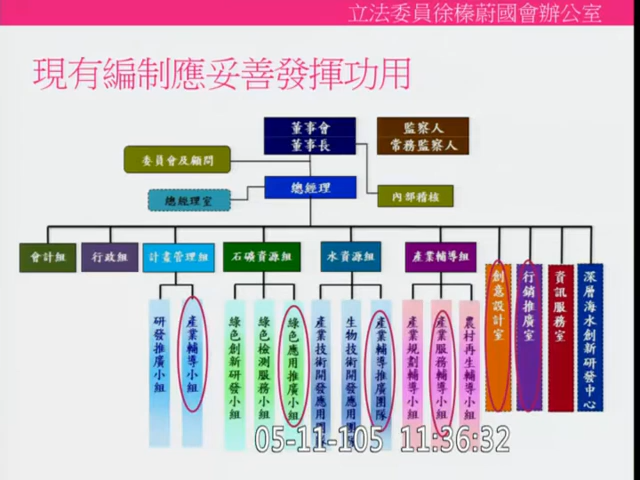 立法委員徐榛蔚國會辦公室
現有編制應妥善發揮功用
董事會
董事長
監察人
常務監察人
委員會及顧問
總經理
總經理室
內部稽核
會計組
行政組
計畫管理組
石礦資源組
水資源組
產業輔導組
創意設計室
行銷推廣室
資訊服務室
深層海水創新研發中心
研發推廣小組
產業輔導小組
綠色創新研發小組
綠色檢測服務小組
綠色應用推廣小組
產業技術開發應用團隊
生物技術開發應用團
產業輔導推廣團隊
產業規劃輔導小組
產業服務輔導小組
農村再生輔導小組
05-11-105 11:36:32